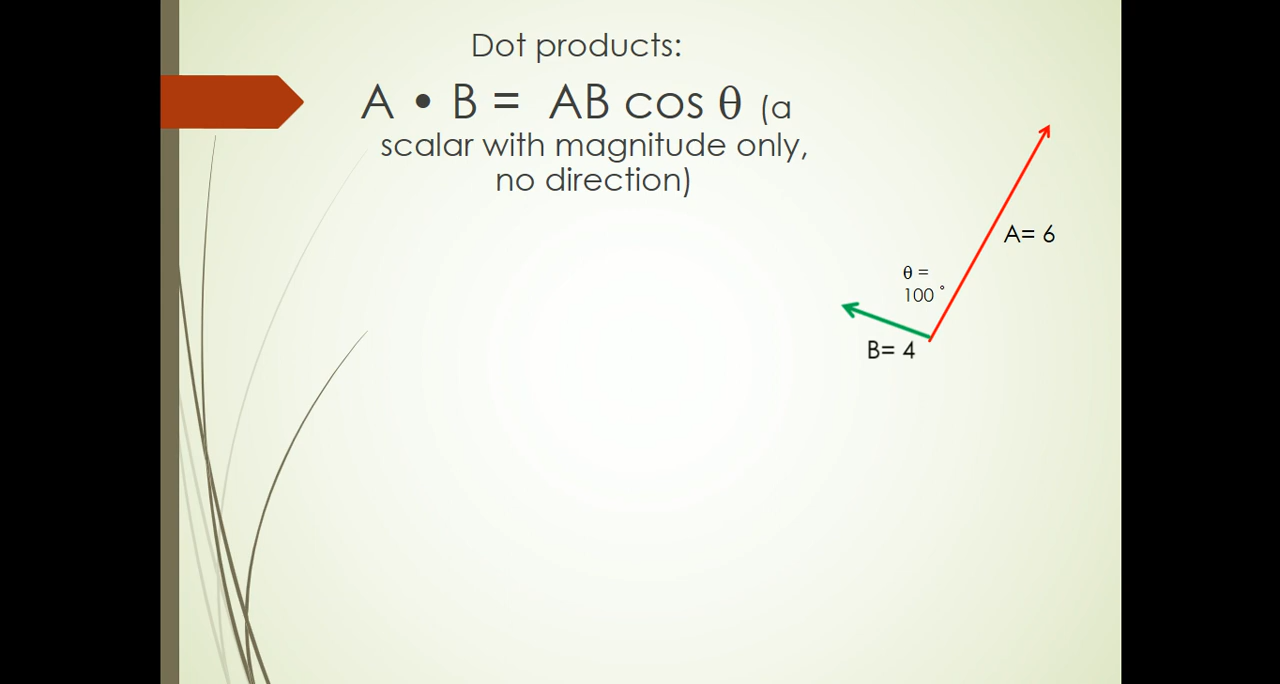 Dot products:
A • B = AB cos θ (a
scalar with magnitude only,
no direction)
A= 6
θ =
100 °
B= 4